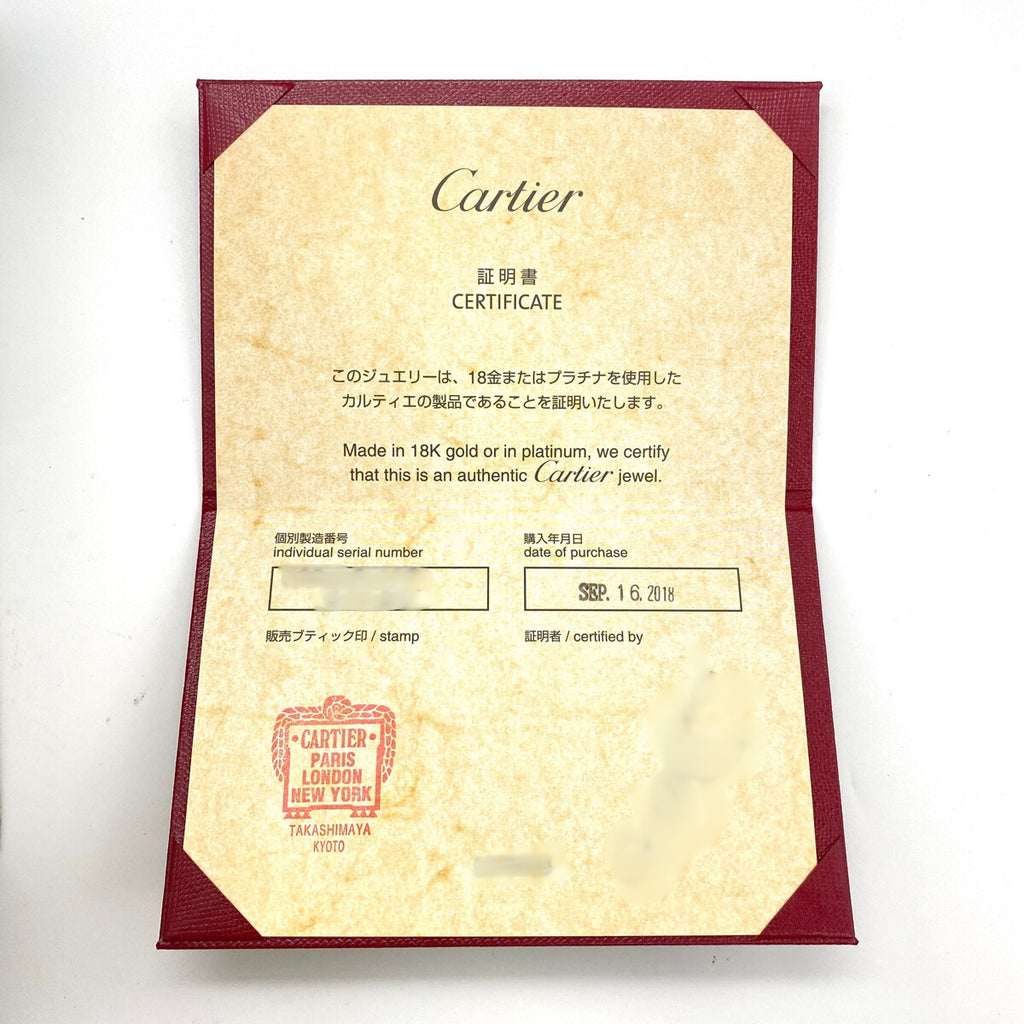 Cartier
証明書
CERTIFICATE
このジュエリーは、18金またはプラチナを使用した
カルティエの製品であることを証明いたします。
Made in 18K gold or in platinum, we certify
that this is an authentic Cartier jewel.
個別製造番号
individual serial number
購入年月日
date of purchase
SEP. 16. 2018
販売ブティック印 / stamp
証明者 / certified by
CARTIER
PARIS
LONDON
NEW YORK
TAKASHIMAYA
KYOTO